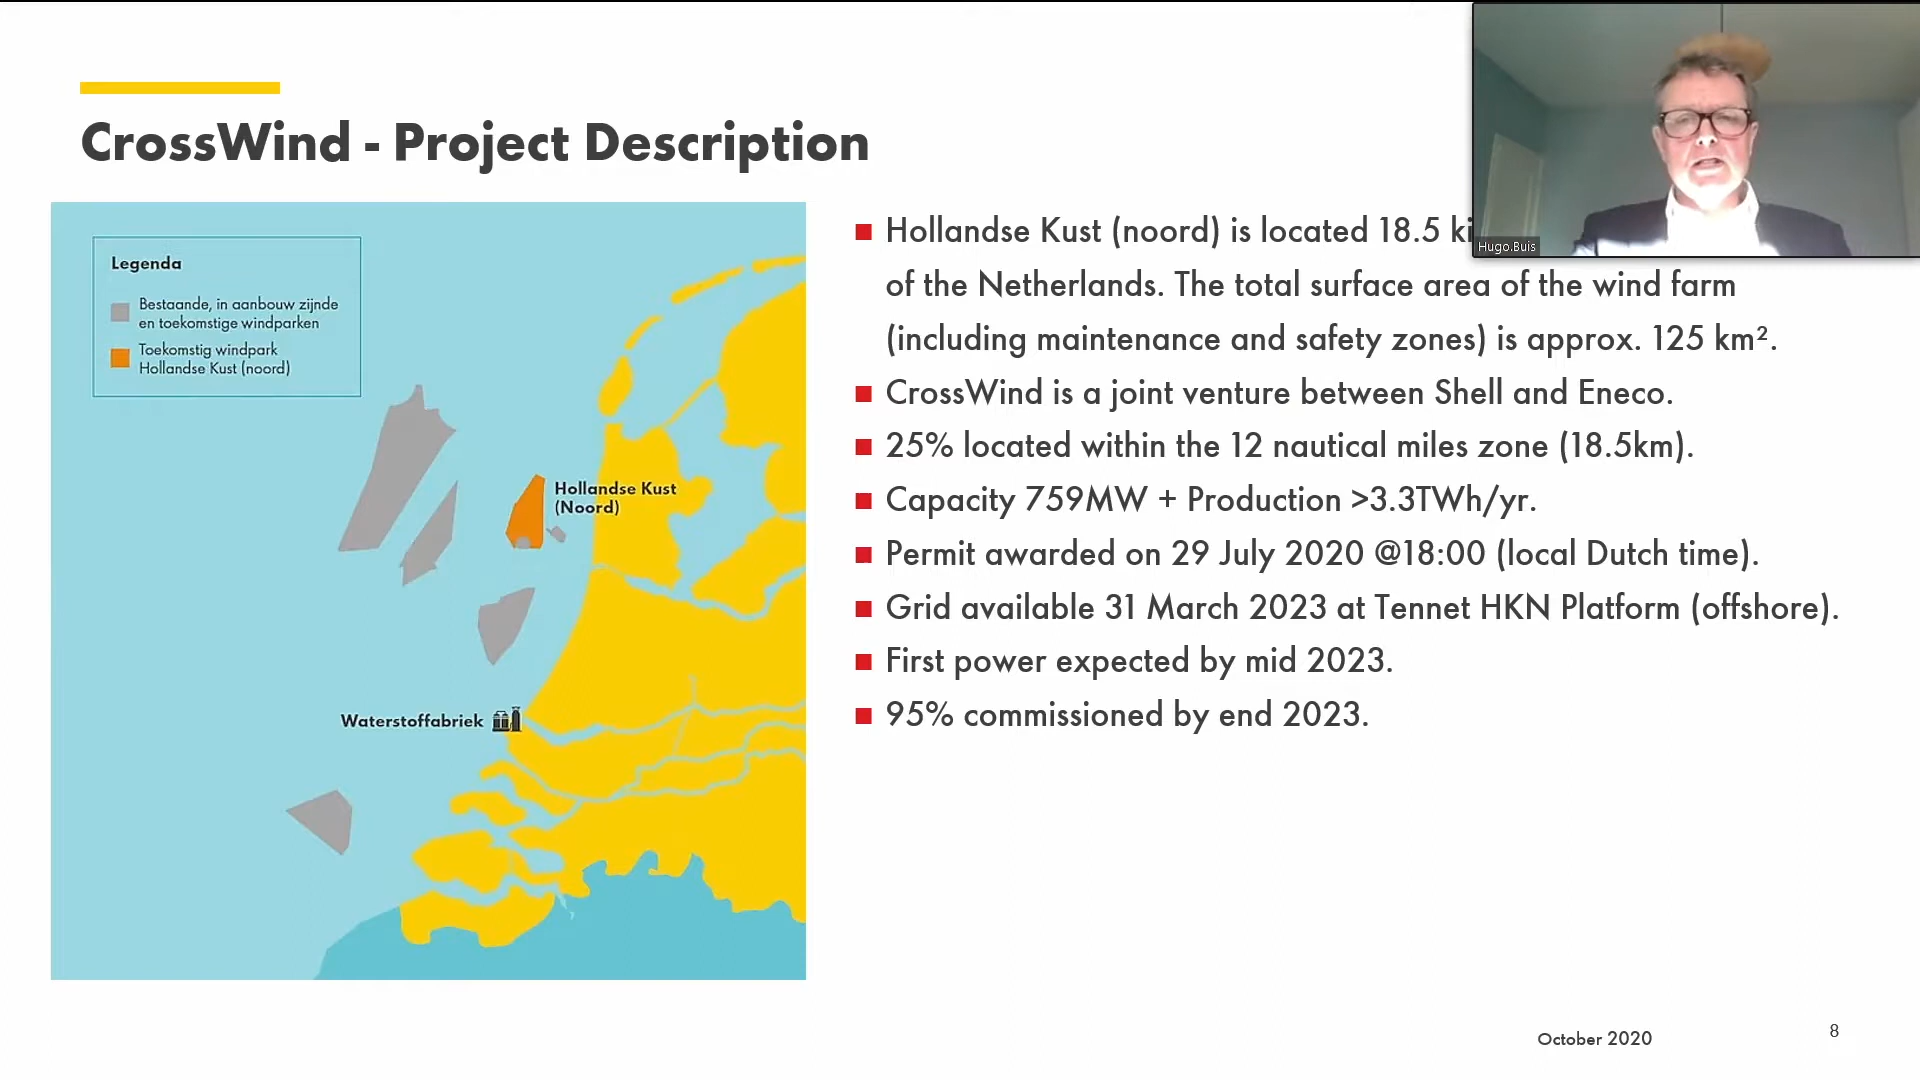 CrossWind - Project Description
Legenda
Bestaande, in aanbouw zijnde
en toekomstige windparken
Toekomstig windpark
Hollandse Kust (noord)
Hollandse Kust
(Noord)
Waterstoffabriek
Hollandse Kust (noord) is located 18.5
of the Netherlands. The total surface area of the wind farm
(including maintenance and safety zones) is approx. 125 km².
CrossWind is a joint venture between Shell and Eneco.
25% located within the 12 nautical miles zone (18.5km).
Capacity 759MW + Production >3.3TWh/yr.
Permit awarded on 29 July 2020 @18:00 (local Dutch time).
Grid available 31 March 2023 at Tennet HKN Platform (offshore).
First power expected by mid 2023.
95% commissioned by end 2023.
Hugo.Buis
October 2020
8